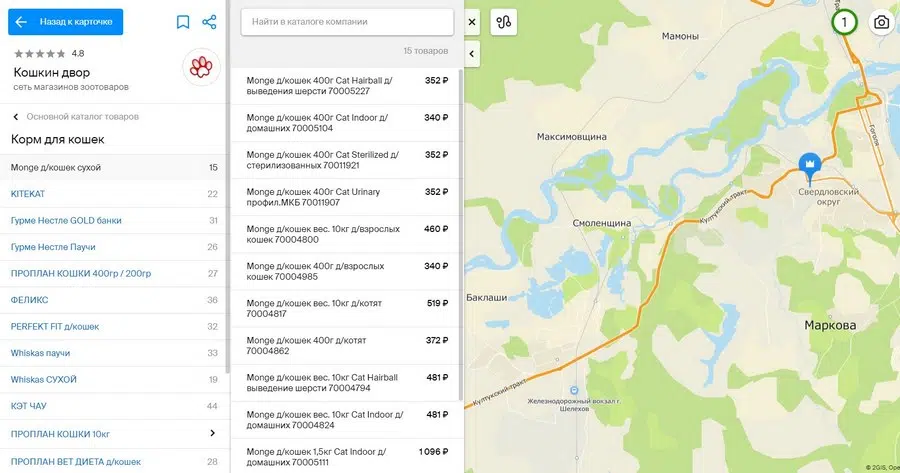 Назад к карточке
4.8
Кошкин двор
сеть магазинов зоотоваров
Основной каталог товаров
Корм для кошек
Monge д/кошек сухой 15
KITEKAT 22
Гурме Нестле GOLD банки 31
Гурме Нестле Паучи 26
ПРОПЛАН КОШКИ 400гр / 200гр 27
ФЕЛИКС 36
PERFEKT FIT д/кошек 32
Whiskas паучи 33
Whiskas СУХОЙ 19
КЭТ ЧАУ 44
ПРОПЛАН КОШКИ 10кг
ПРОПЛАН ВЕТ ДИЕТА д/кошек 28
Найти в каталоге компании
15 товаров
Monge д/кошек 400г Cat Hairball д/ 352 ₽
выведения шерсти 70005227
Monge д/кошек 400г Cat Indoor д/ 340 ₽
домашних 70005104
Monge д/кошек 400г Cat Sterilized д/ 352 ₽
стерилизованных 70011921
Monge д/кошек 400г Cat Urinary 352 ₽
профил.МКБ 70011907
Monge д/кошек вес. 10кг д/взрослых 460 ₽
кошек 70004800
Monge д/кошек 400г д/взрослых 340 ₽
кошек 70004985
Monge д/кошек вес. 10кг д/котят 519 ₽
70004817
Monge д/кошек 400г д/котят 372 ₽
70004862
Monge д/кошек вес. 10кг Cat Hairball 481 ₽
выведение шерсти 70004794
Monge д/кошек вес. 10кг Cat Indoor д/ 481 ₽
домашних 70004824
Monge д/кошек 1,5кг Cat Indoor д/ 1 096 ₽
домашних 70005111
1
Мамоны
Максимовщина
Гоголя
Свердловский
округ
Култукский тракт
Смоленщина
Баклаши
Маркова
Култукский тракт
Железнодорожный вокзал г.
Шелехов
© 2GIS, Ope